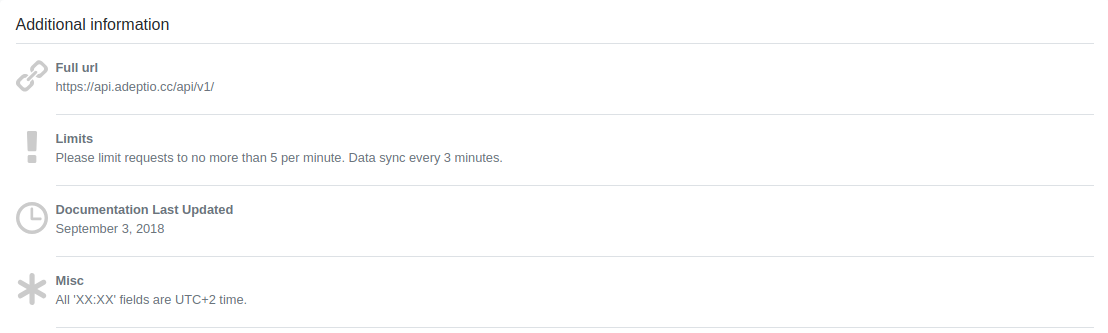 Additional information
Full url
https://api.adeptio.cc/api/v1/
Limits
Please limit requests to no more than 5 per minute. Data sync every 3 minutes.
Documentation Last Updated
September 3, 2018
Misc
All 'XX:XX' fields are UTC+2 time.